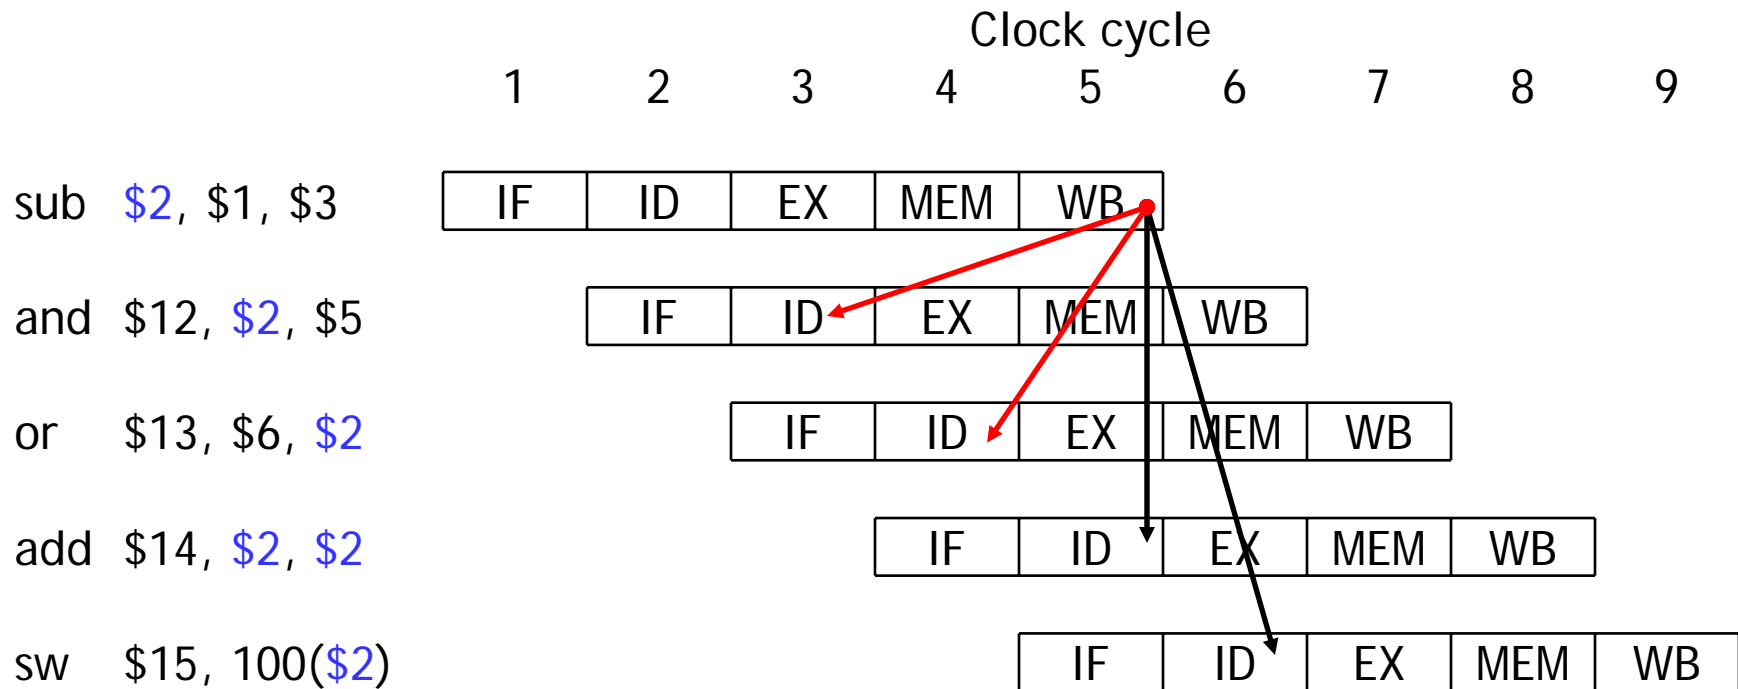 Clock cycle
1 2 3 4 5 6 7 8 9
sub $2, $1, $3 IF ID EX MEM WB
and $12, $2, $5 IF ID EX MEM WB
or $13, $6, $2 IF ID EX MEM WB
add $14, $2, $2 IF ID EX MEM WB
sw $15, 100($2) IF ID EX MEM WB